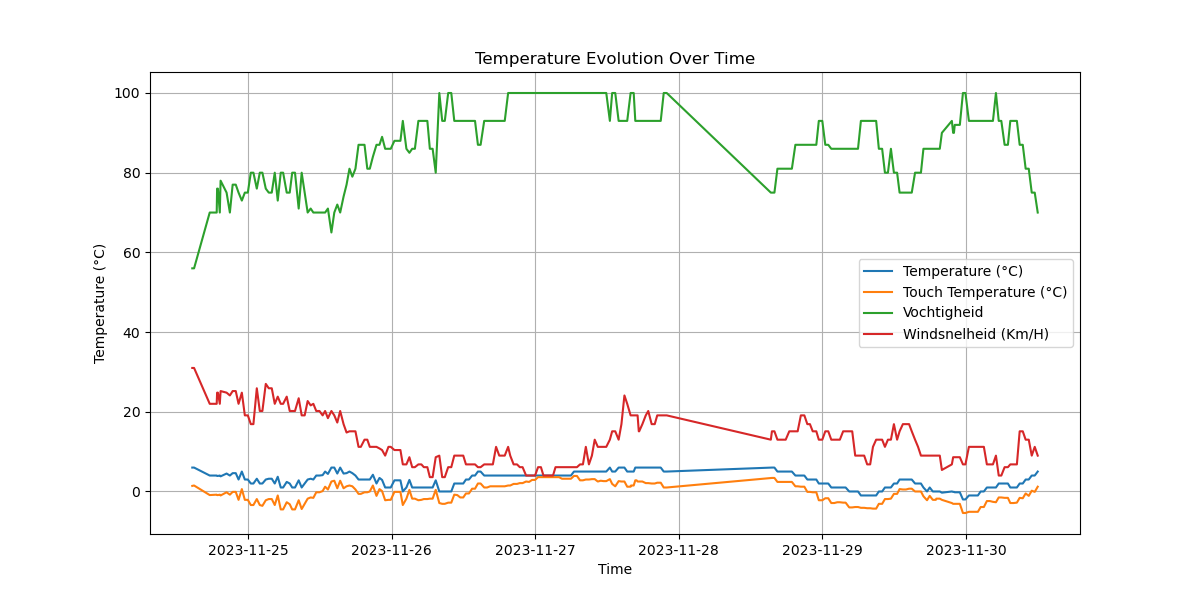 Temperature Evolution Over Time
Temperature (°C)
100
80
60
40
20
0
Temperature (°C)
Touch Temperature (°C)
Vochtigheid
Windsnelheid (Km/H)
2023-11-25
2023-11-26
2023-11-27
2023-11-28
2023-11-29
2023-11-30
Time